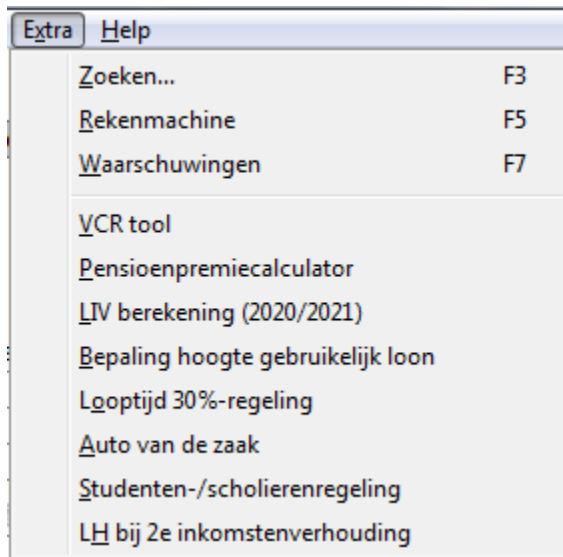 Extra Help
Zoeken... F3
Rekenmachine F5
Waarschuwingen F7
VCR tool
Pensioenpremiecalculator
LIV berekening (2020/2021)
Bepaling hoogte gebruikelijk loon
Looptijd 30%-regeling
Auto van de zaak
Studenten-/scholierenregeling
LH bij 2e inkomstenverhouding